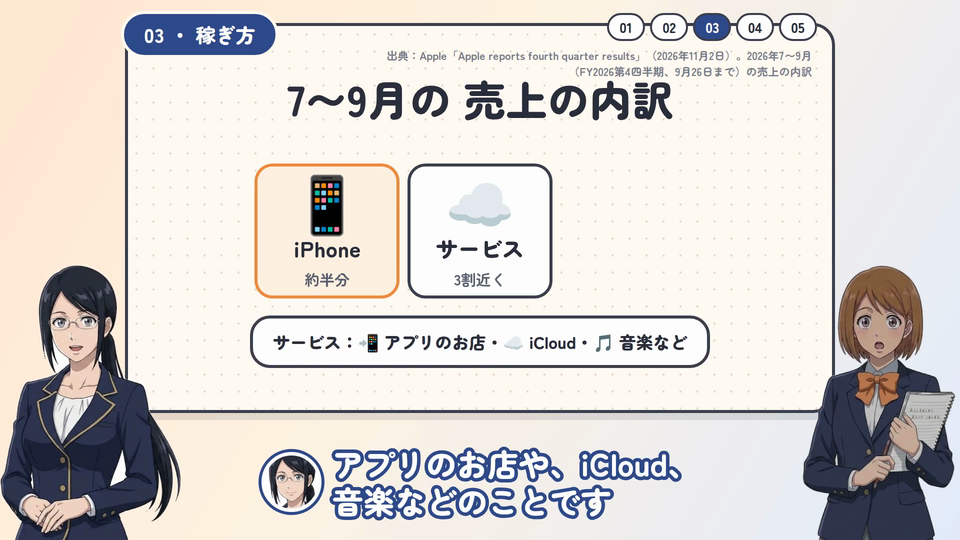 03 ・ 稼ぎ方
01 02 03 04 05
出典：Apple「Apple reports fourth quarter results」（2026年11月2日）。2026年7〜9月
（FY2026第4四半期、9月26日まで）の売上の内訳
7〜9月の 売上の内訳
iPhone
約半分
サービス
3割近く
サービス：📲 アプリのお店・☁️ iCloud・🎵 音楽など
アプリのお店や、iCloud、
音楽などのことです